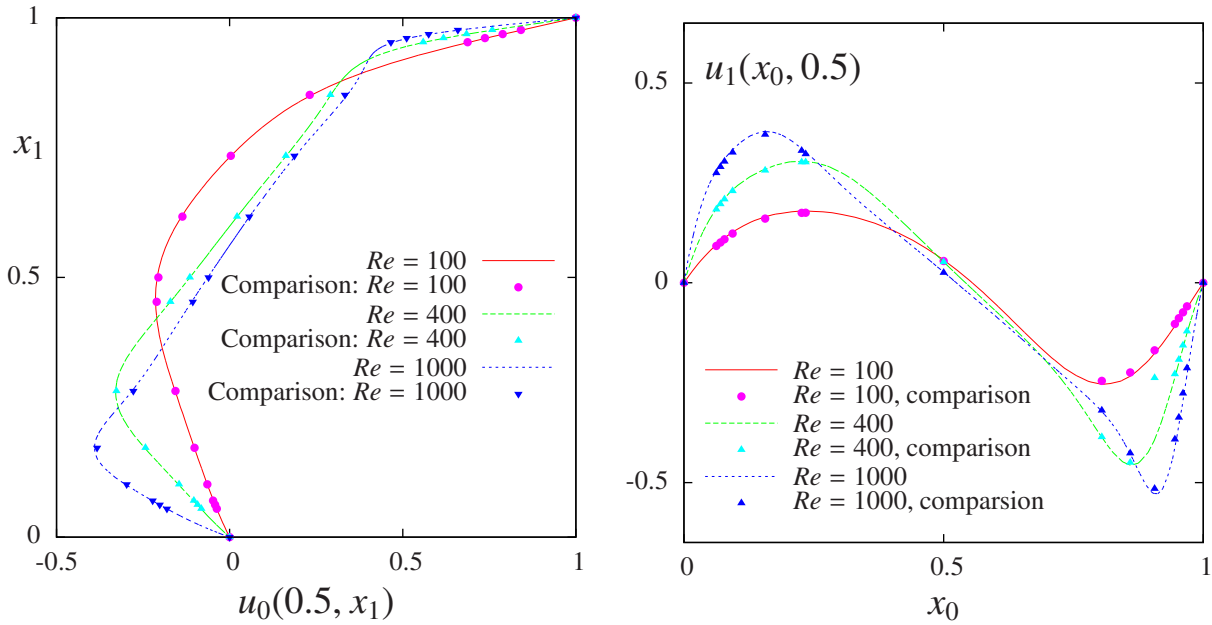 1
x1
0.5
0
-0.5
0
0.5
1
u0(0.5, x1)
Re = 100
Comparison: Re = 100
Re = 400
Comparison: Re = 400
Re = 1000
Comparison: Re = 1000
u1(x0, 0.5)
0.5
0
-0.5
0
0.5
1
x0
Re = 100
Re = 100, comparison
Re = 400
Re = 400, comparison
Re = 1000
Re = 1000, comparsion